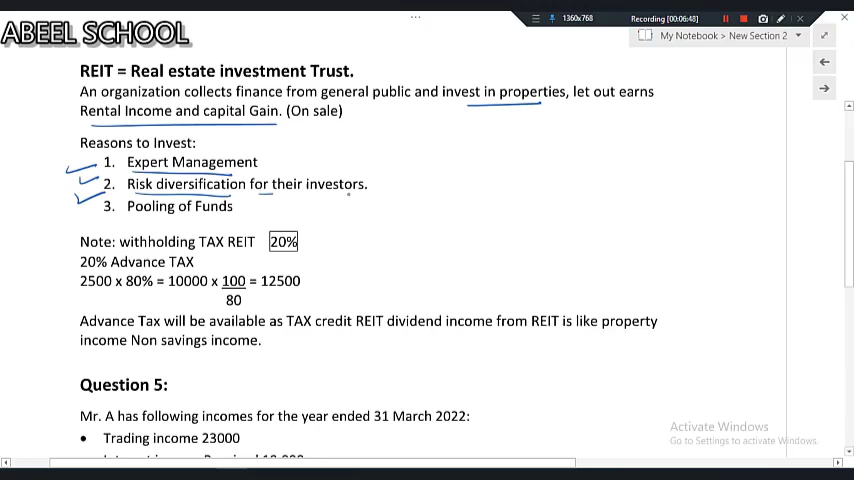 1360x768
Recording [00:06:48]
ABEEL SCHOOL
My Notebook > New Section 2
REIT = Real estate investment Trust.
An organization collects finance from general public and invest in properties, let out earns
Rental Income and capital Gain. (On sale)
Reasons to Invest:
1. Expert Management
2. Risk diversification for their investors.
3. Pooling of Funds
Note: withholding TAX REIT 20%
20% Advance TAX
2500 x 80% = 10000 x 100 = 12500
80
Advance Tax will be available as TAX credit REIT dividend income from REIT is like property
income Non savings income.
Question 5:
Mr. A has following incomes for the year ended 31 March 2022:
• Trading income 23000
Activate Windows
Go to Settings to activate Windows.